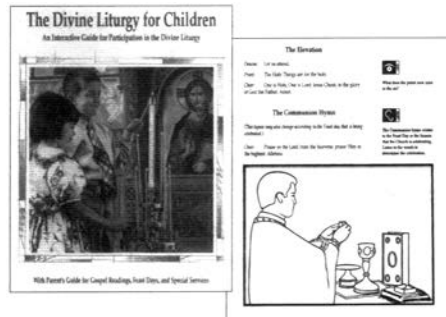 The Divine Liturgy for Children
An Interactive Guide for Participation in the Divine Liturgy
With Parent's Guide for Gospel Readings, Feast Days, and Special Services
The Elevation
Deacon: Let us attend.
Priest: The Holy Things are for the holy.
Choir: One is Holy, One is Lord, Jesus Christ, to the glory
of God the Father. Amen.
The Communion Hymn
(This hymn may also change according to the Feast day that is being
celebrated.)
Choir: Praise the Lord from the heavens, praise Him in
the highest. Alleluia.
What does the priest now raise
in the air?
The Communion hymn
the Feast Day or the Season
that the Church is celebrating.
Listen to the words to
determine the celebration.